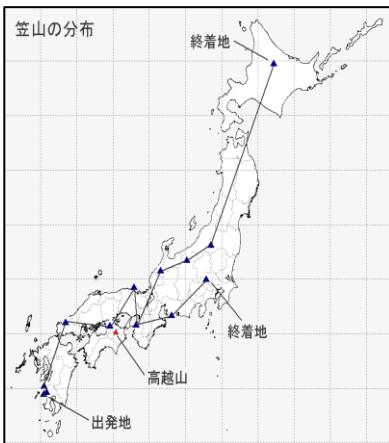 笠山の分布
終着地
終着地
高越山
出発地